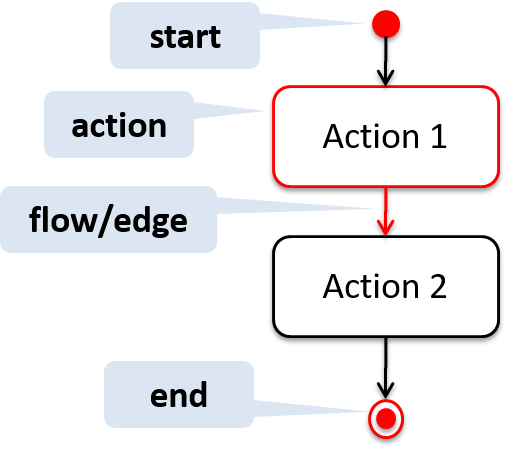 start
action
Action 1
flow/edge
Action 2
end